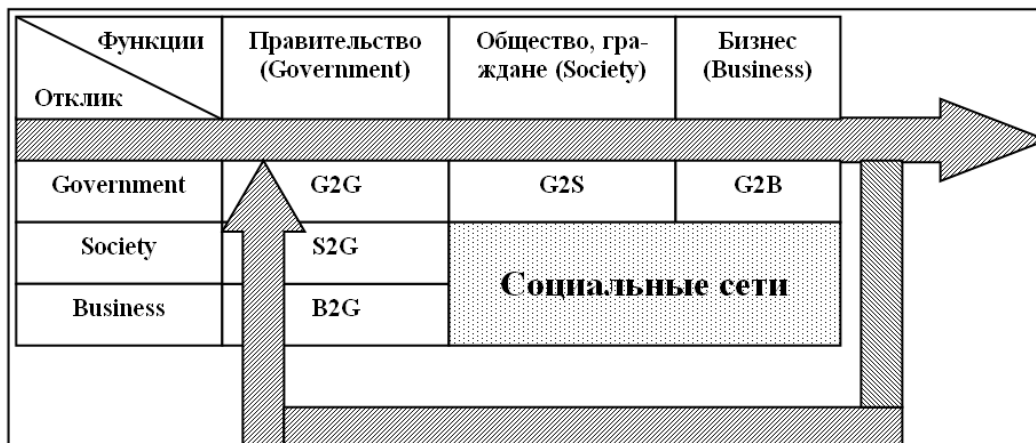 Функции
Отклик
Правительство
(Government)
Общество, гра-
ждане (Society)
Бизнес
(Business)
Government
G2G
G2S
G2B
Society
S2G
Социальные сети
Business
B2G